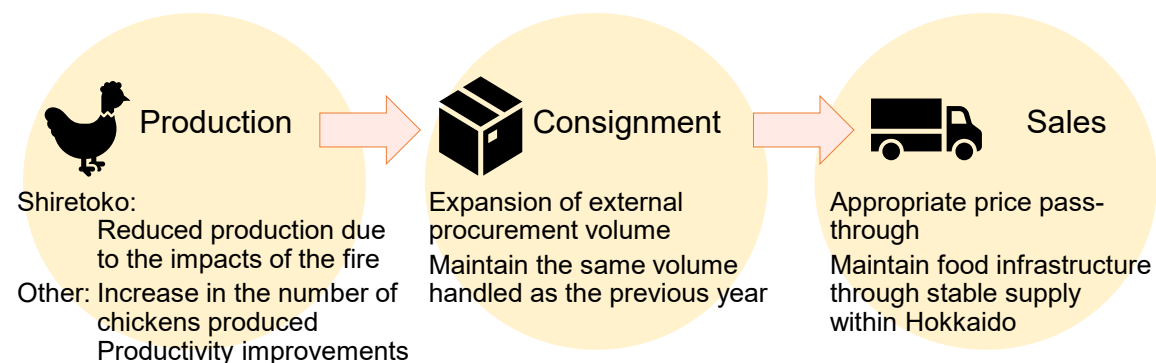 Production
Shiretoko:
Reduced production due
to the impacts of the fire
Other: Increase in the number of
chickens produced
Productivity improvements
Consignment
Expansion of external
procurement volume
Maintain the same volume
handled as the previous year
Sales
Appropriate price pass-
through
Maintain food infrastructure
through stable supply
within Hokkaido